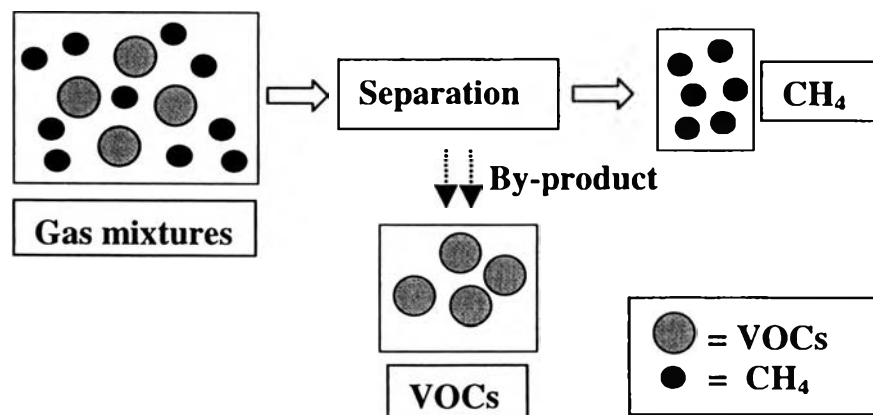 Separation
CH₄
By-product
Gas mixtures
= VOCs
= CH₄
VOCs